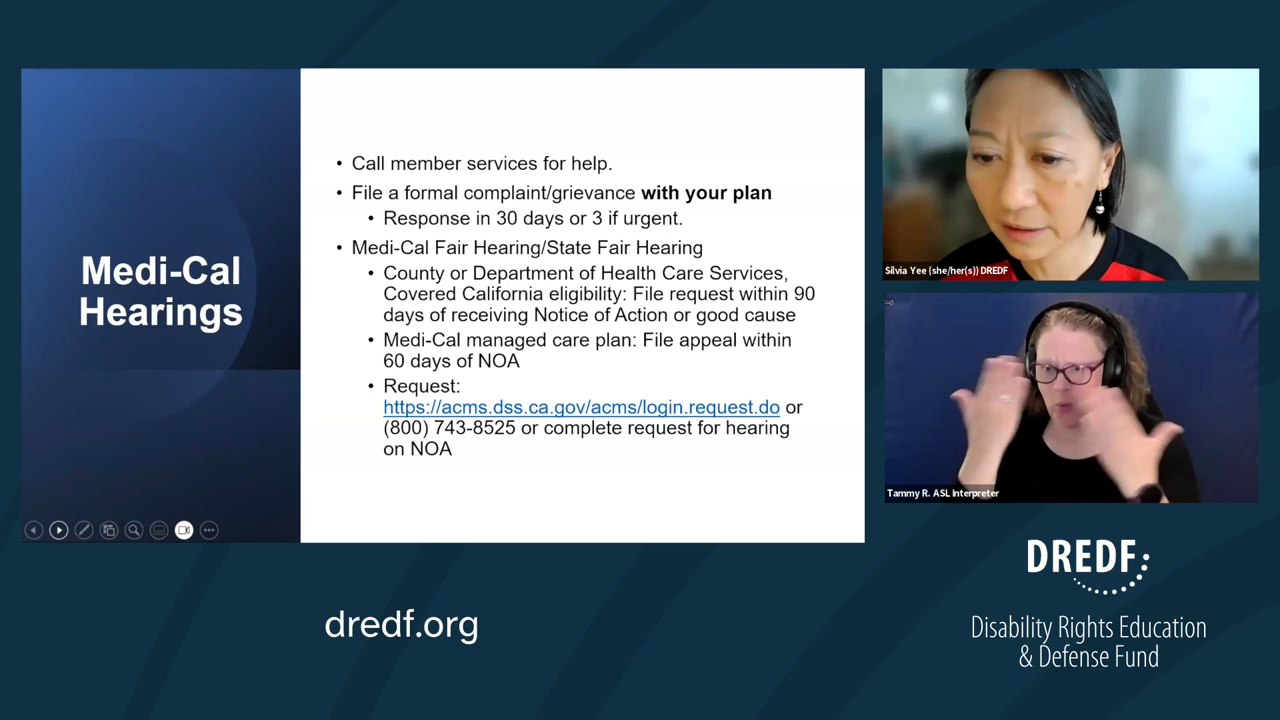 Medi-Cal
Hearings
• Call member services for help.
• File a formal complaint/grievance with your plan
• Response in 30 days or 3 if urgent.
• Medi-Cal Fair Hearing/State Fair Hearing
• County or Department of Health Care Services,
Covered California eligibility: File request within 90
days of receiving Notice of Action or good cause
• Medi-Cal managed care plan: File appeal within
60 days of NOA
• Request:
https://acms.dss.ca.gov/acms/login.request.do or
(800) 743-8525 or complete request for hearing
on NOA
Silvia Yee (she/her(s)) DREDF
Tammy R. ASL Interpreter
dredf.org
DREDF
Disability Rights Education
& Defense Fund